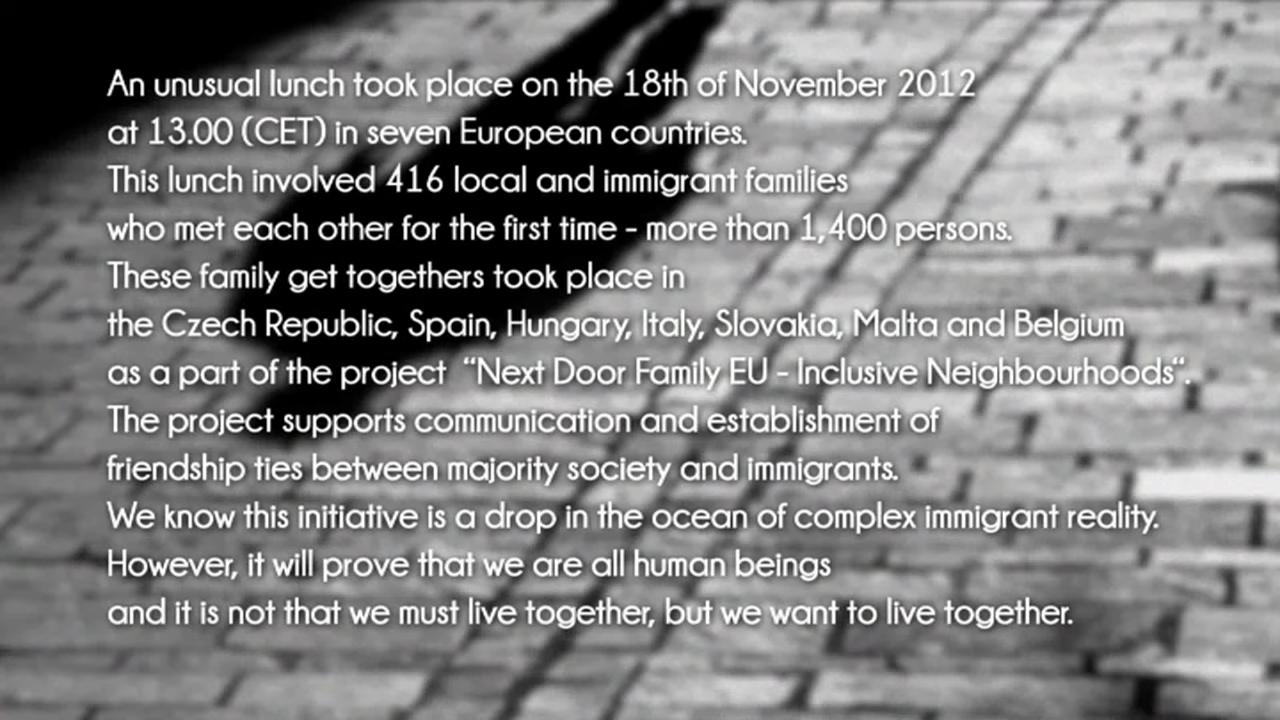 An unusual lunch took place on the 18th of November 2012
at 13.00 (CET) in seven European countries.
This lunch involved 416 local and immigrant families
who met each other for the first time - more than 1,400 persons.
These family get togethers took place in
the Czech Republic, Spain, Hungary, Italy, Slovakia, Malta and Belgium
as a part of the project “Next Door Family EU - Inclusive Neighbourhoods“.
The project supports communication and establishment of
friendship ties between majority society and immigrants.
We know this initiative is a drop in the ocean of complex immigrant reality.
However, it will prove that we are all human beings
and it is not that we must live together, but we want to live together.